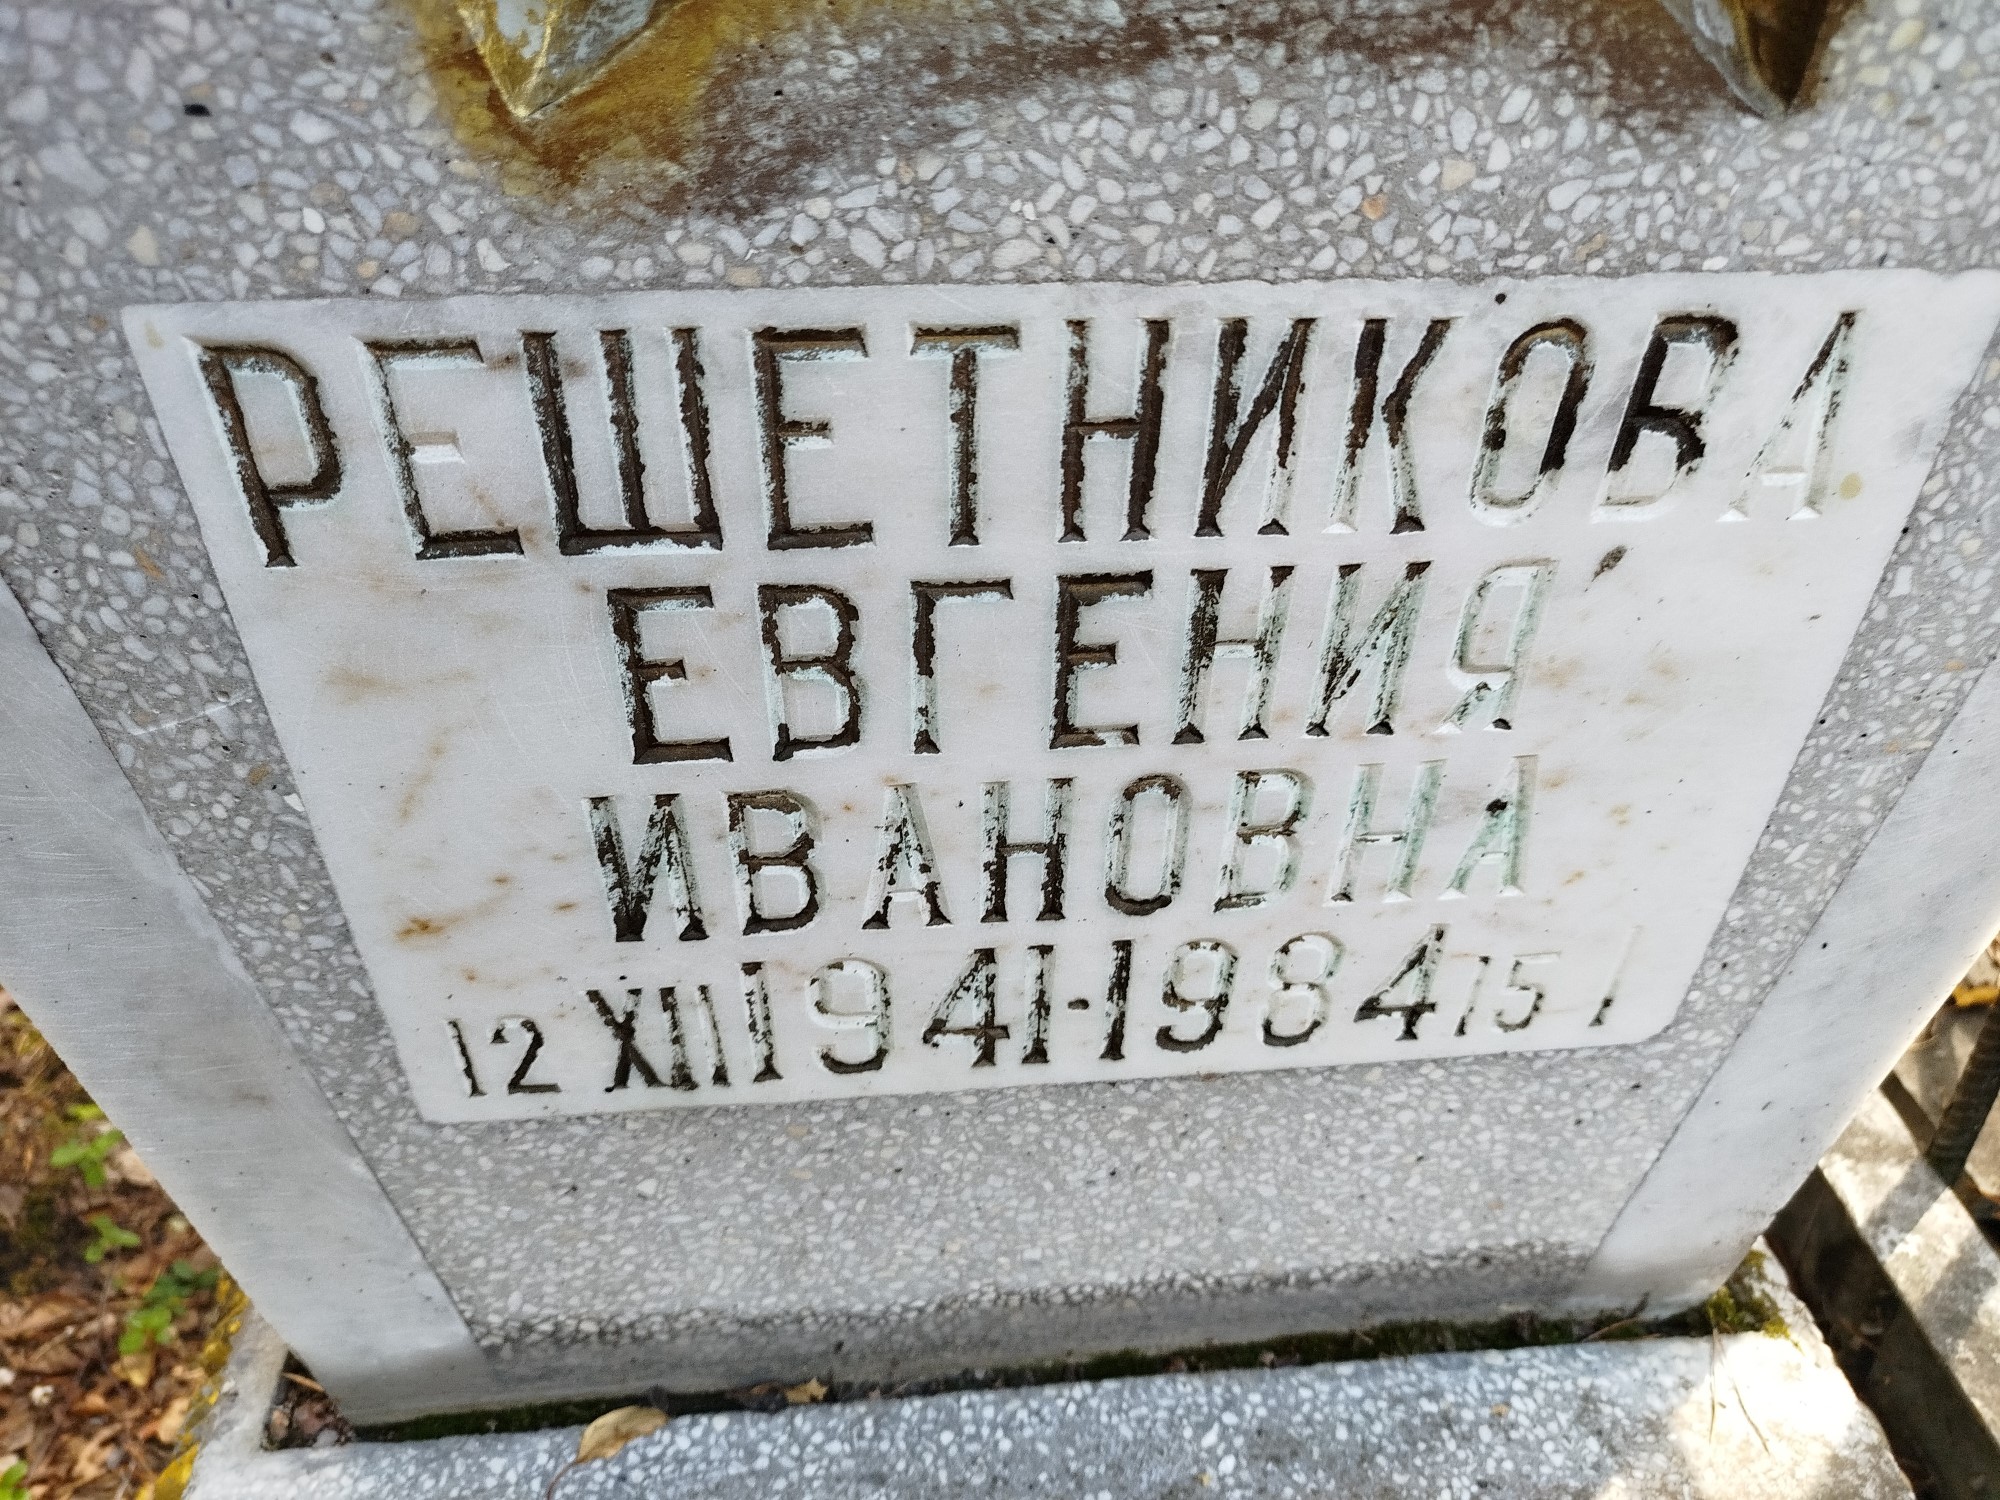 РЕШЕТНИКОВА
ЕВГЕНИЯ
ИВАНОВНА
12 XII 1941-1984 15 I